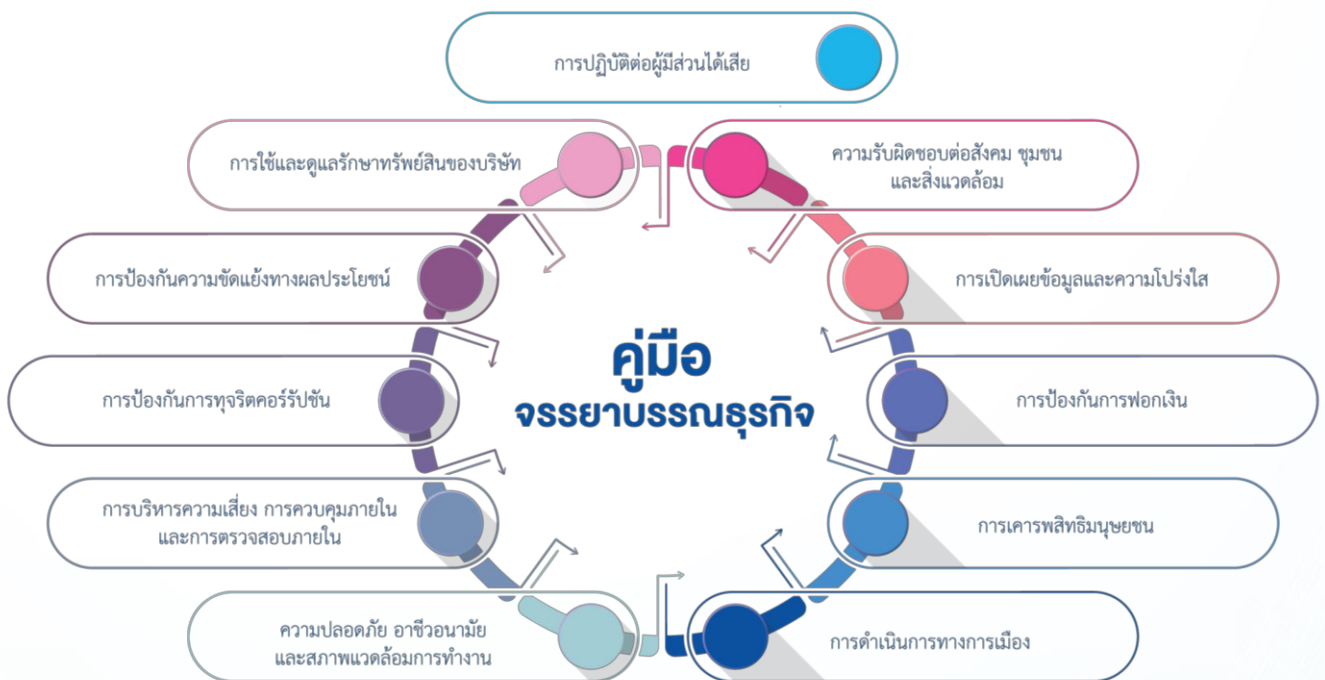 การปฏิบัติต่อผู้มีส่วนได้เสีย
การใช้และดูแลรักษาทรัพย์สินของบริษัท
ความรับผิดชอบต่อสังคม ชุมชน
และสิ่งแวดล้อม
การป้องกันความขัดแย้งทางผลประโยชน์
การเปิดเผยข้อมูลและความโปร่งใส
คู่มือ
จรรยาบรรณธุรกิจ
การป้องกันการทุจริตคอร์รัปชัน
การป้องกันการฟอกเงิน
การบริหารความเสี่ยง การควบคุมภายใน
และการตรวจสอบภายใน
การเคารพสิทธิมนุษยชน
ความปลอดภัย อาชีวอนามัย
และสภาพแวดล้อมการทำงาน
การดำเนินการทางการเมือง